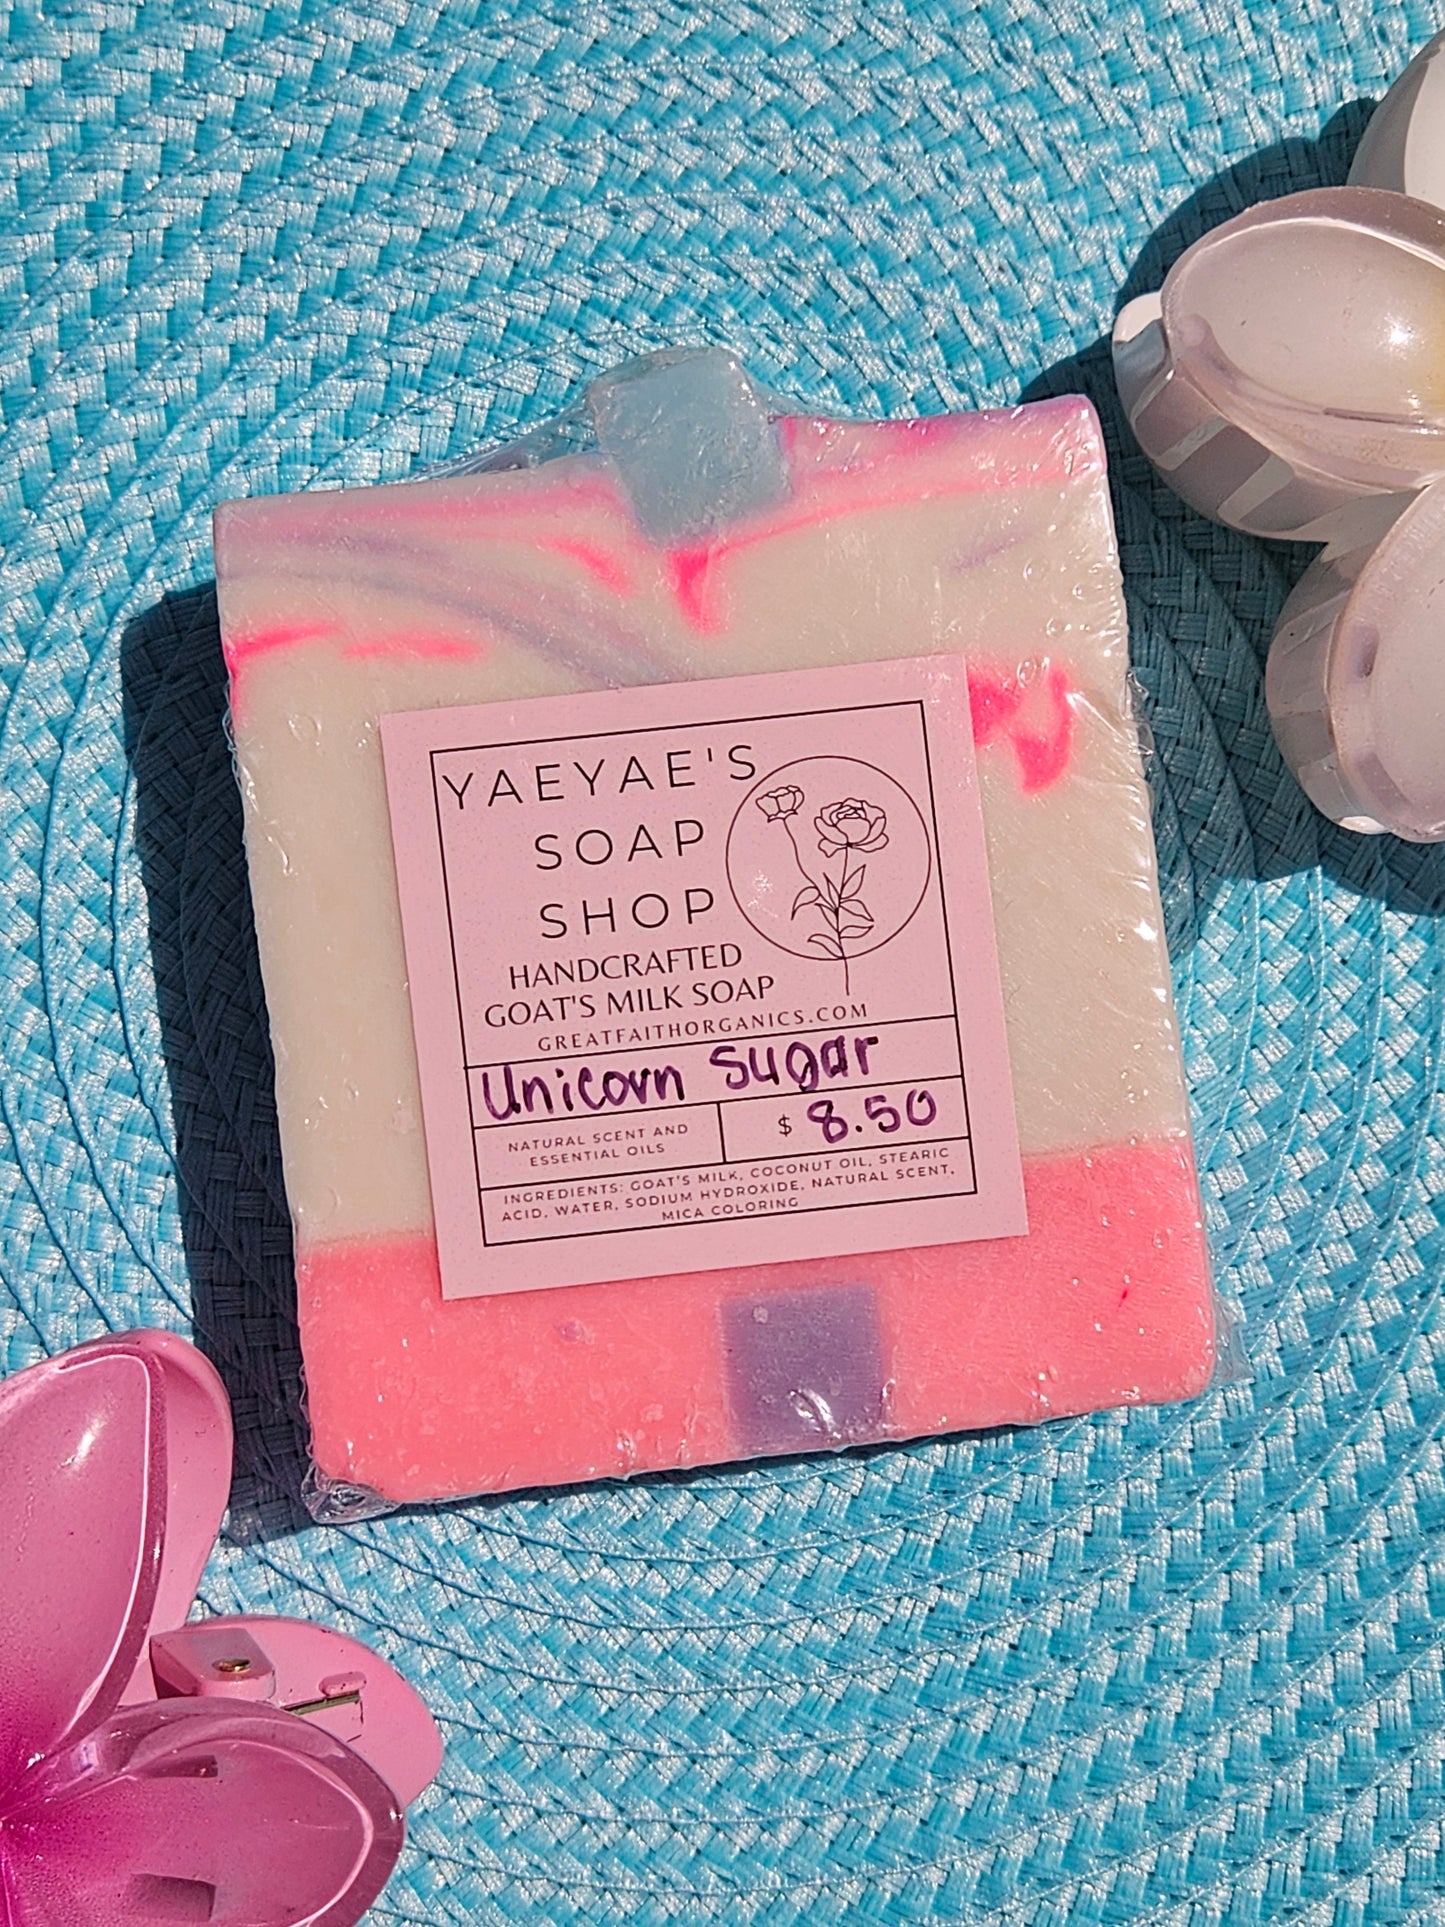 YAEYAE'S
SOAP
SHOP
HANDCRAFTED
GOAT'S MILK SOAP
GREATFAITHORGANICS.COM
Unicorn Sugar
NATURAL SCENT AND
ESSENTIAL OILS
$ 8.50
INGREDIENTS: GOAT'S MILK, COCONUT OIL, STEARIC
ACID, WATER, SODIUM HYDROXIDE, NATURAL SCENT,
MICA COLORING